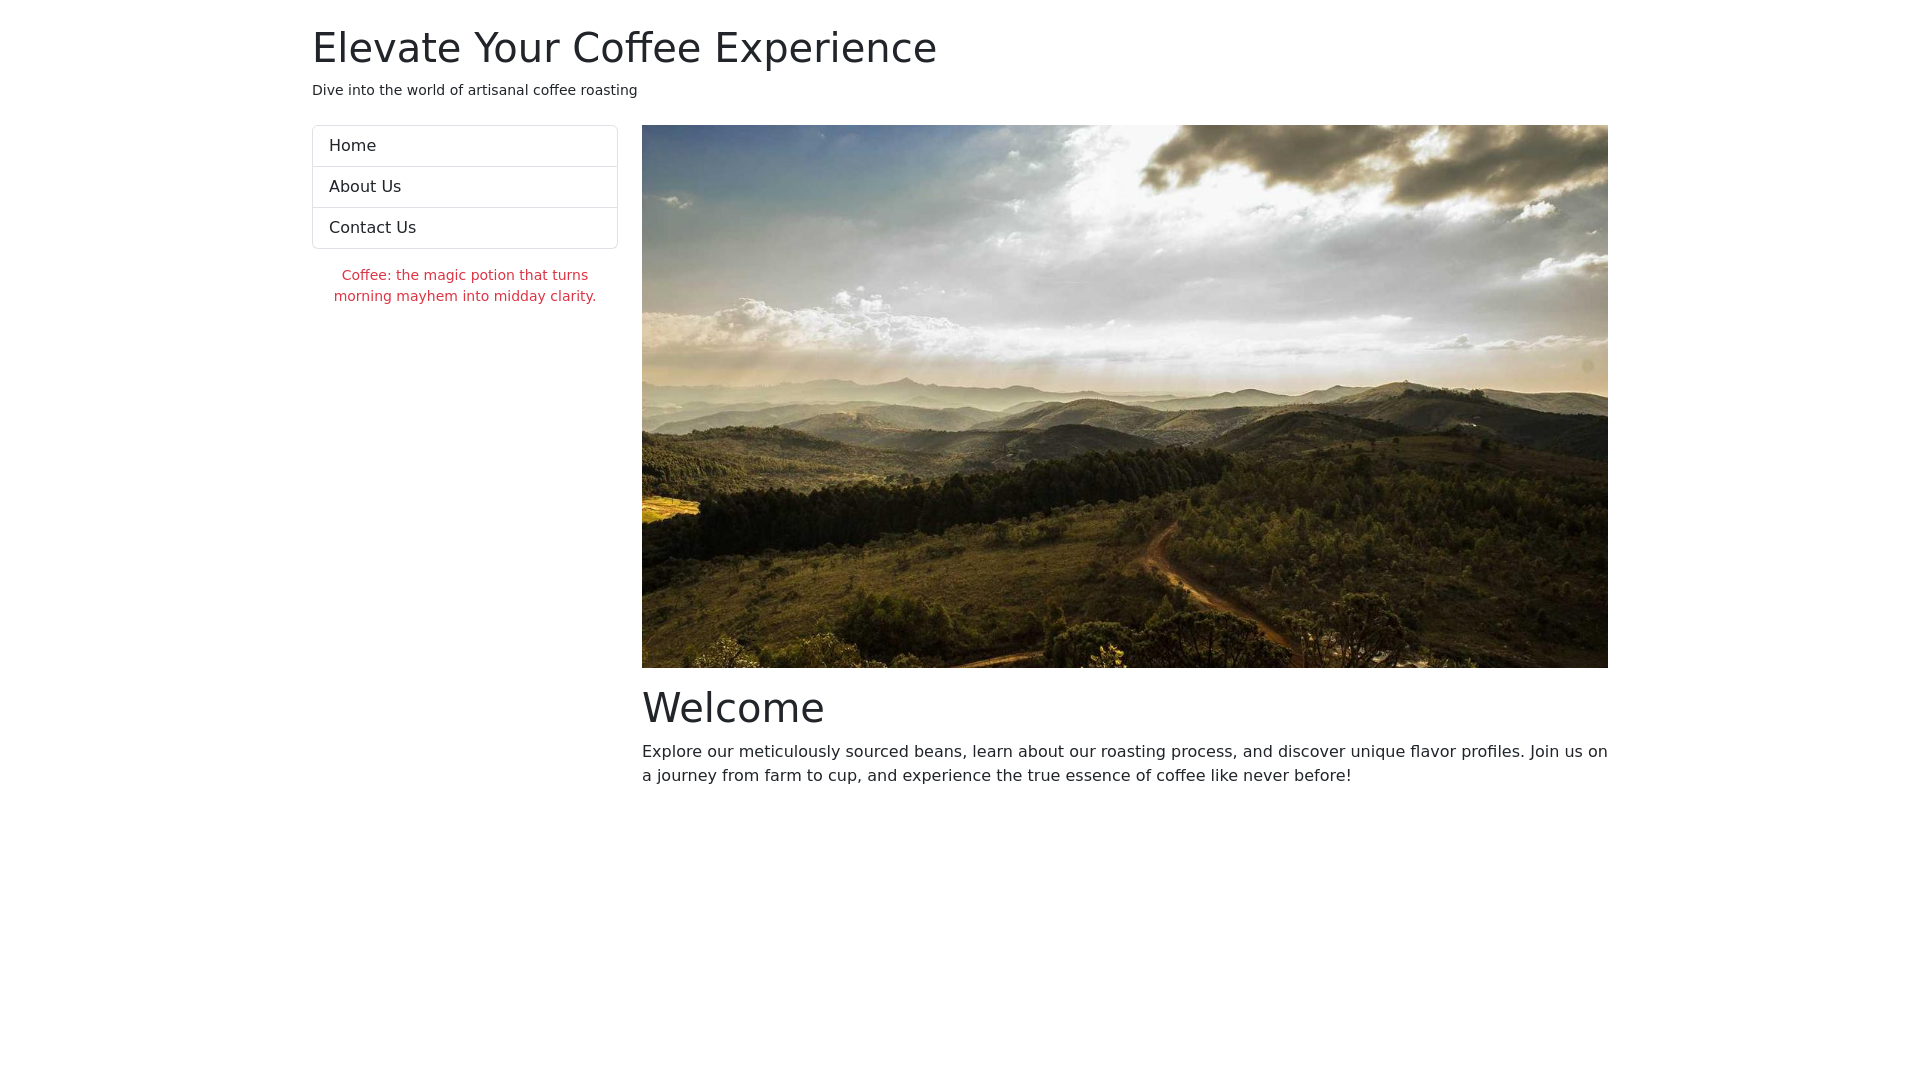 Elevate Your Coffee Experience
Dive into the world of artisanal coffee roasting
Home
About Us
Contact Us
Coffee: the magic potion that turns
morning mayhem into midday clarity.
Welcome
Explore our meticulously sourced beans, learn about our roasting process, and discover unique flavor profiles. Join us on
a journey from farm to cup, and experience the true essence of coffee like never before!